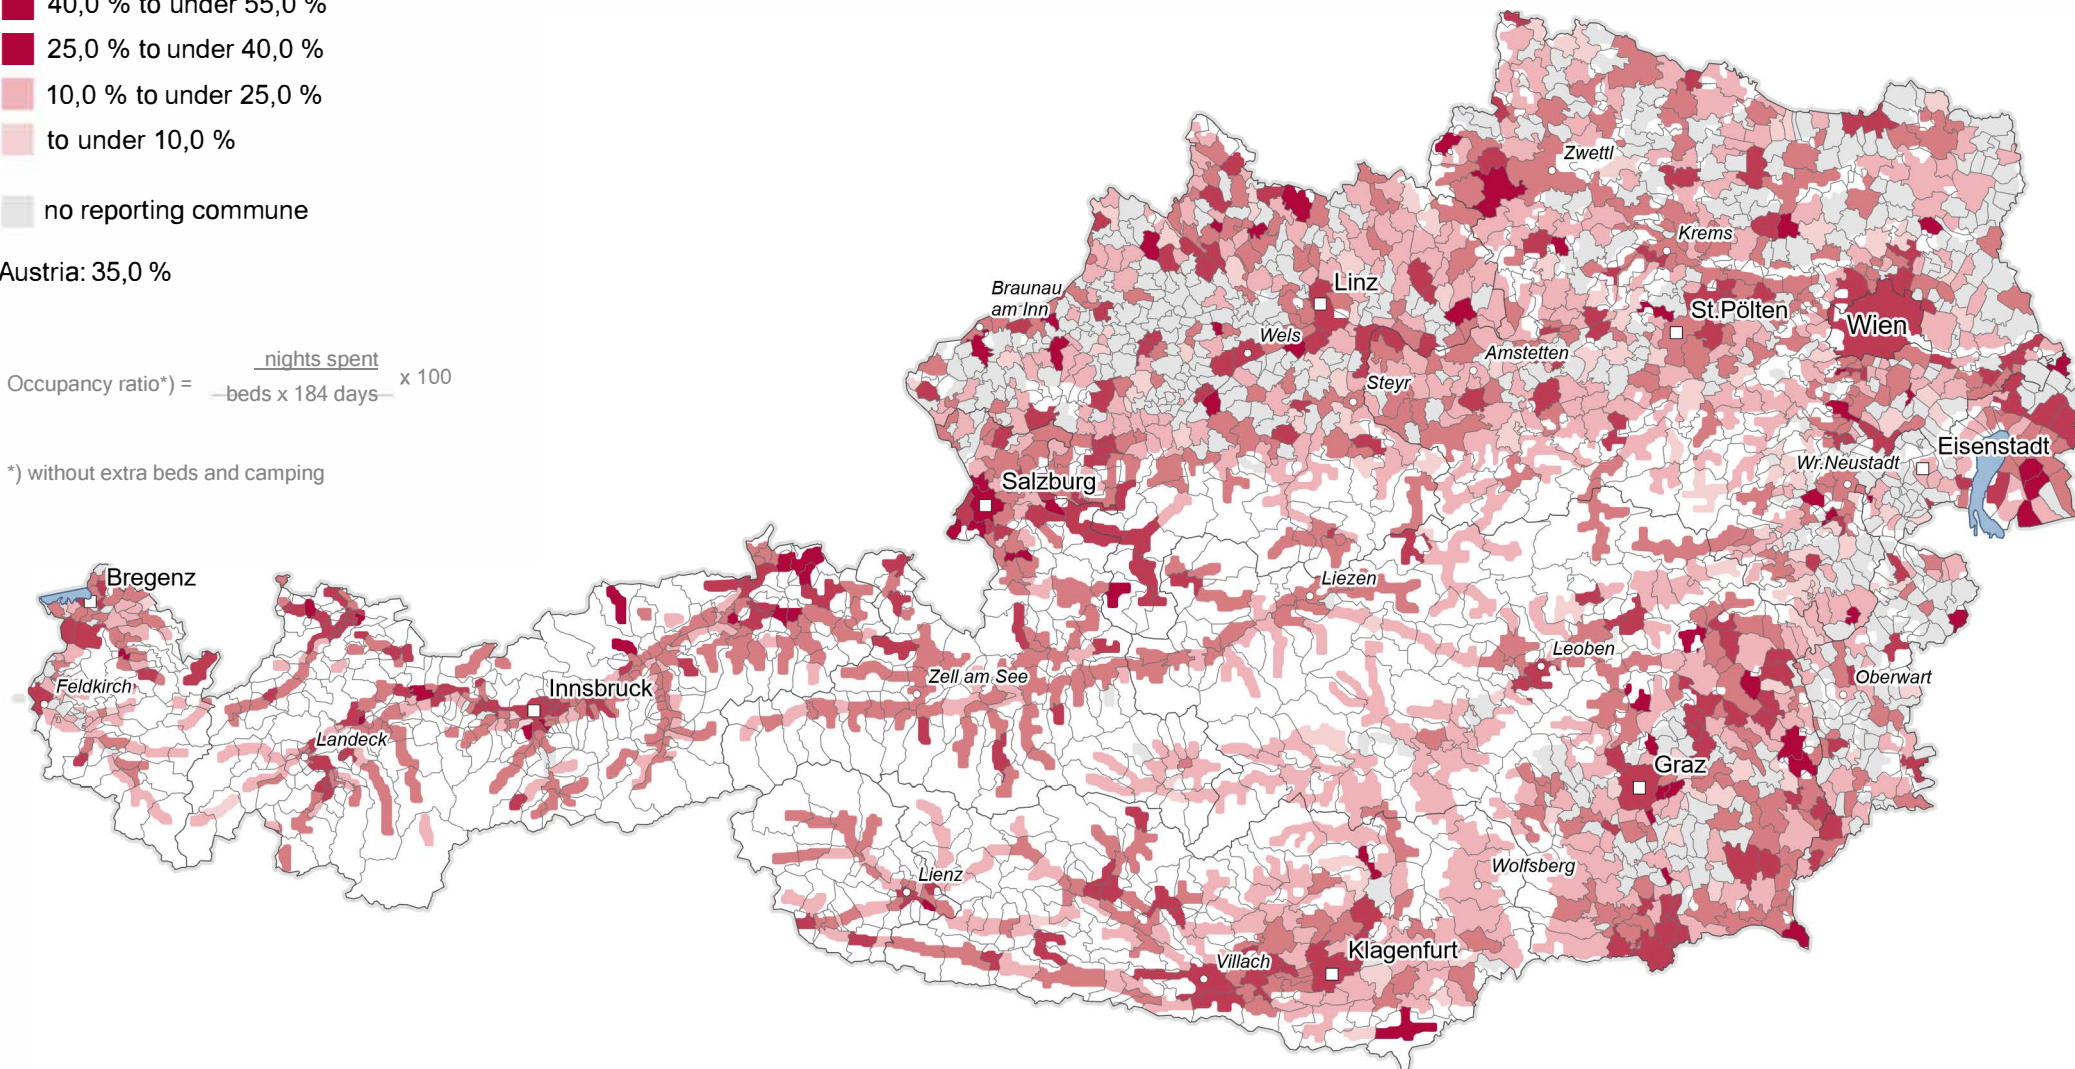 40,0 % to under 55,0 %
25,0 % to under 40,0 %
10,0 % to under 25,0 %
to under 10,0 %
no reporting commune
Austria: 35,0 %
nights spent
Occupancy ratio*) =
x 100
beds x 184 days
*) without extra beds and camping
Zwettl
Krems
Linz
Braunau
am Inn
St.Pölten
Wien
Wels
Amstetten
Steyr
Eisenstadt
Wr.Neustadt
Salzburg
Bregenz
Liezen
Leoben
Zell am See
Oberwart
Feldkirch
Innsbruck
Landeck
Graz
Wolfsberg
Lienz
Klagenfurt
Villach